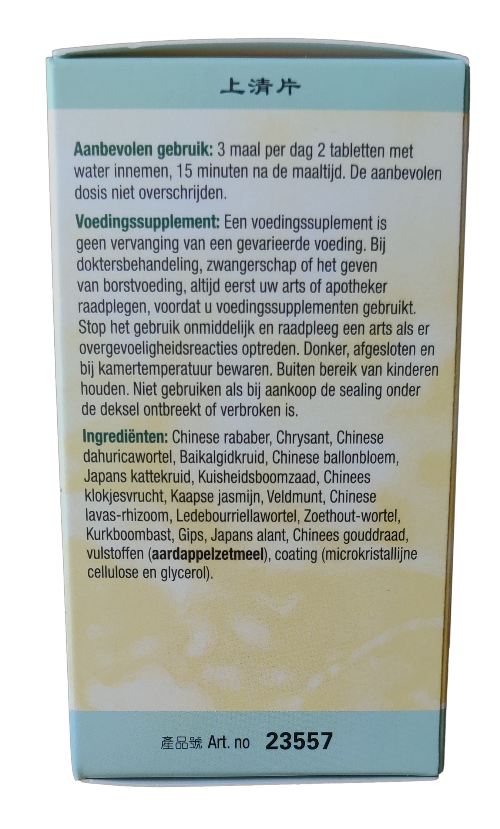 上清片
Aanbevolen gebruik: 3 maal per dag 2 tabletten met
water innemen, 15 minuten na de maaltijd. De aanbevolen
dosis niet overschrijden.
Voedingssupplement: Een voedingssuplement is
geen vervanging van een gevarieerde voeding. Bij
doktersbehandeling, zwangerschap of het geven
van borstvoeding, altijd eerst uw arts of apotheker
raadplegen, voordat u voedingssupplementen gebruikt.
Stop het gebruik onmiddelijk en raadpleeg een arts als er
overgevoeligheidsreacties optreden. Donker, afgesloten en
bij kamertemperatuur bewaren. Buiten bereik van kinderen
houden. Niet gebruiken als bij aankoop de sealing onder
de deksel ontbreekt of verbroken is.
Ingrediënten: Chinese rababer, Chrysant, Chinese
dahuricawortel, Baikalgidkruid, Chinese ballonbloem,
Japans kattekruid, Kuisheidsboomzaad, Chinees
klokjesvrucht, Kaapse jasmijn, Veldmunt, Chinese
lavas-rhizoom, Ledebouriellawortel, Zoethout-wortel,
Kurkboombast, Gips, Japans alant, Chinees gouddraad,
vulstoffen (aardappelzetmeel), coating (microkristallijne
cellulose en glycerol).
產品號 Art. no 23557